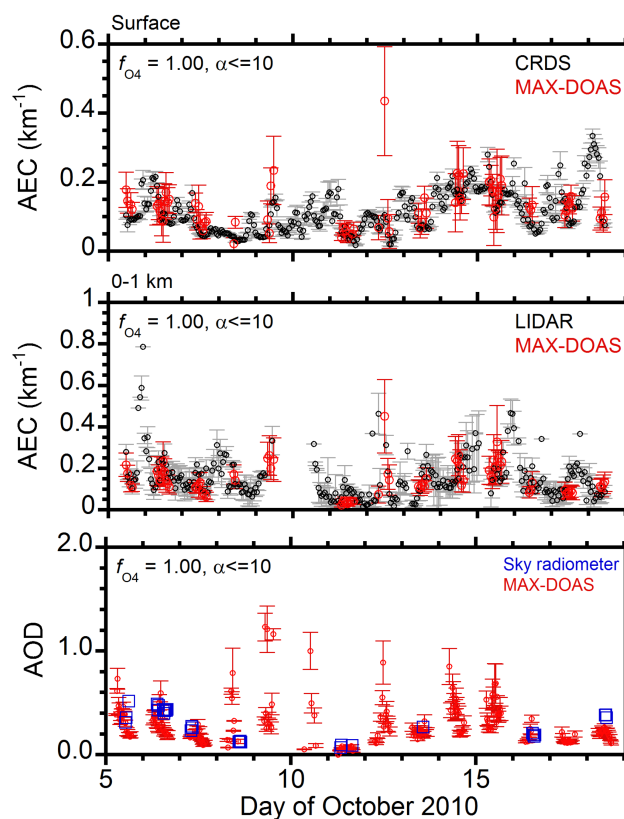 Surface
0.6
f O4 = 1.00, α<=10
CRDS
MAX-DOAS
0.4
AEC (km-1)
0.2
0
0-1 km
1
f O4 = 1.00, α<=10
LIDAR
MAX-DOAS
0.8
0.6
AEC (km-1)
0.4
0.2
0
2.0
f O4 = 1.00, α<=10
Sky radiometer
MAX-DOAS
1.0
AOD
0.0
5 10 15
Day of October 2010